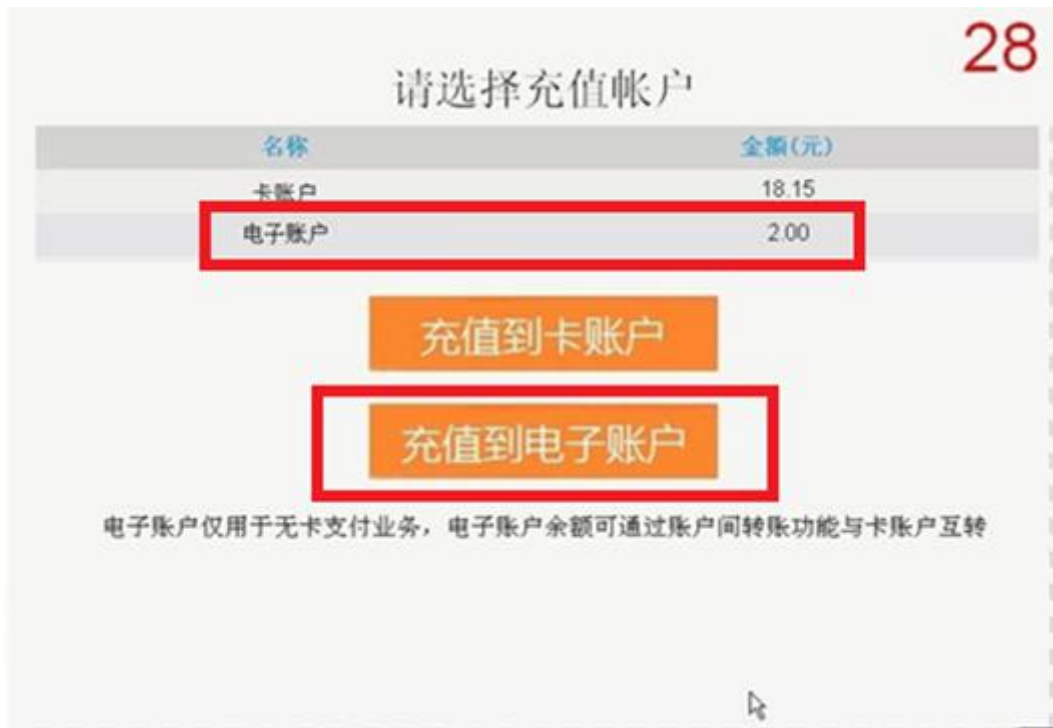 28
请选择充值帐户
名称 金额(元)
卡账户 18.15
电子账户 2.00
充值到卡账户
充值到电子账户
电子账户仅用于无卡支付业务，电子账户余额可通过账户间转账功能与卡账户互转